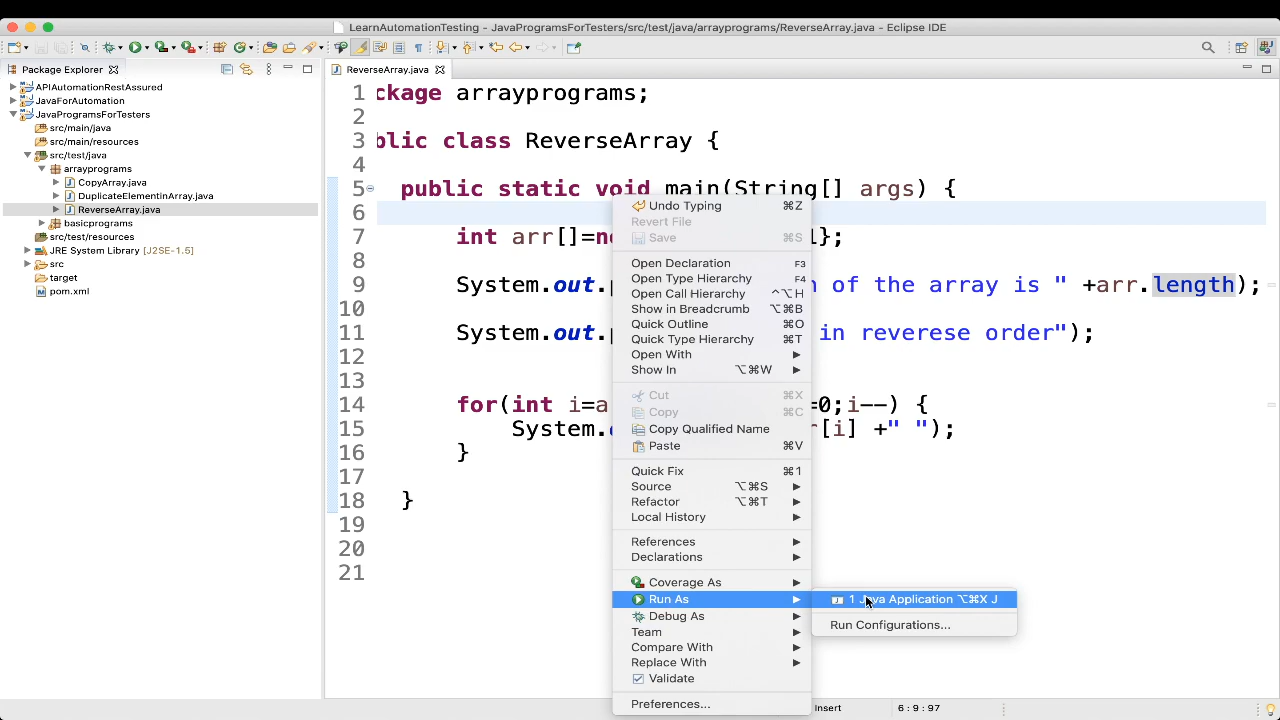 LearnAutomationTesting - JavaProgramsForTesters/src/test/java/arrayprograms/ReverseArray.java - Eclipse IDE
Package Explorer
APIAutomationRestAssured
JavaForAutomation
JavaProgramsForTesters
src/main/java
src/main/resources
src/test/java
arrayprograms
CopyArray.java
DuplicateElementinArray.java
ReverseArray.java
basicprograms
src/test/resources
JRE System Library [J2SE-1.5]
src
target
pom.xml
ReverseArray.java
1 ckage arrayprograms;
2
3 blic class ReverseArray {
4
5 public static void main(String[] args) {
6
7 int arr[]=ne };
8
9 System.out.p n of the array is " +arr.length);
10
11 System.out.p in reverese order");
12
13
14 for(int i=a =0;i--) {
15 System. r[i] +" ");
16 }
17
18 }
19
20
21
Undo Typing ⌘Z
Revert File
Save ⌘S
Open Declaration F3
Open Type Hierarchy F4
Open Call Hierarchy ^⌥H
Show in Breadcrumb ⌥⌘B
Quick Outline ⌘O
Quick Type Hierarchy ⌘T
Open With
Show In ⌥⌘W
Cut ⌘X
Copy ⌘C
Copy Qualified Name
Paste ⌘V
Quick Fix ⌘1
Source ⌥⌘S
Refactor ⌥⌘T
Local History
References
Declarations
Coverage As
Run As
Debug As
Team
Compare With
Replace With
Validate
Preferences...
1 Java Application ⌥⌘X J
Run Configurations...
Insert
6 : 9 : 97